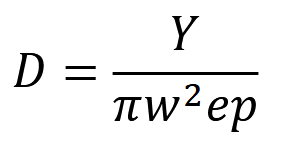 D = Y / πw²ep